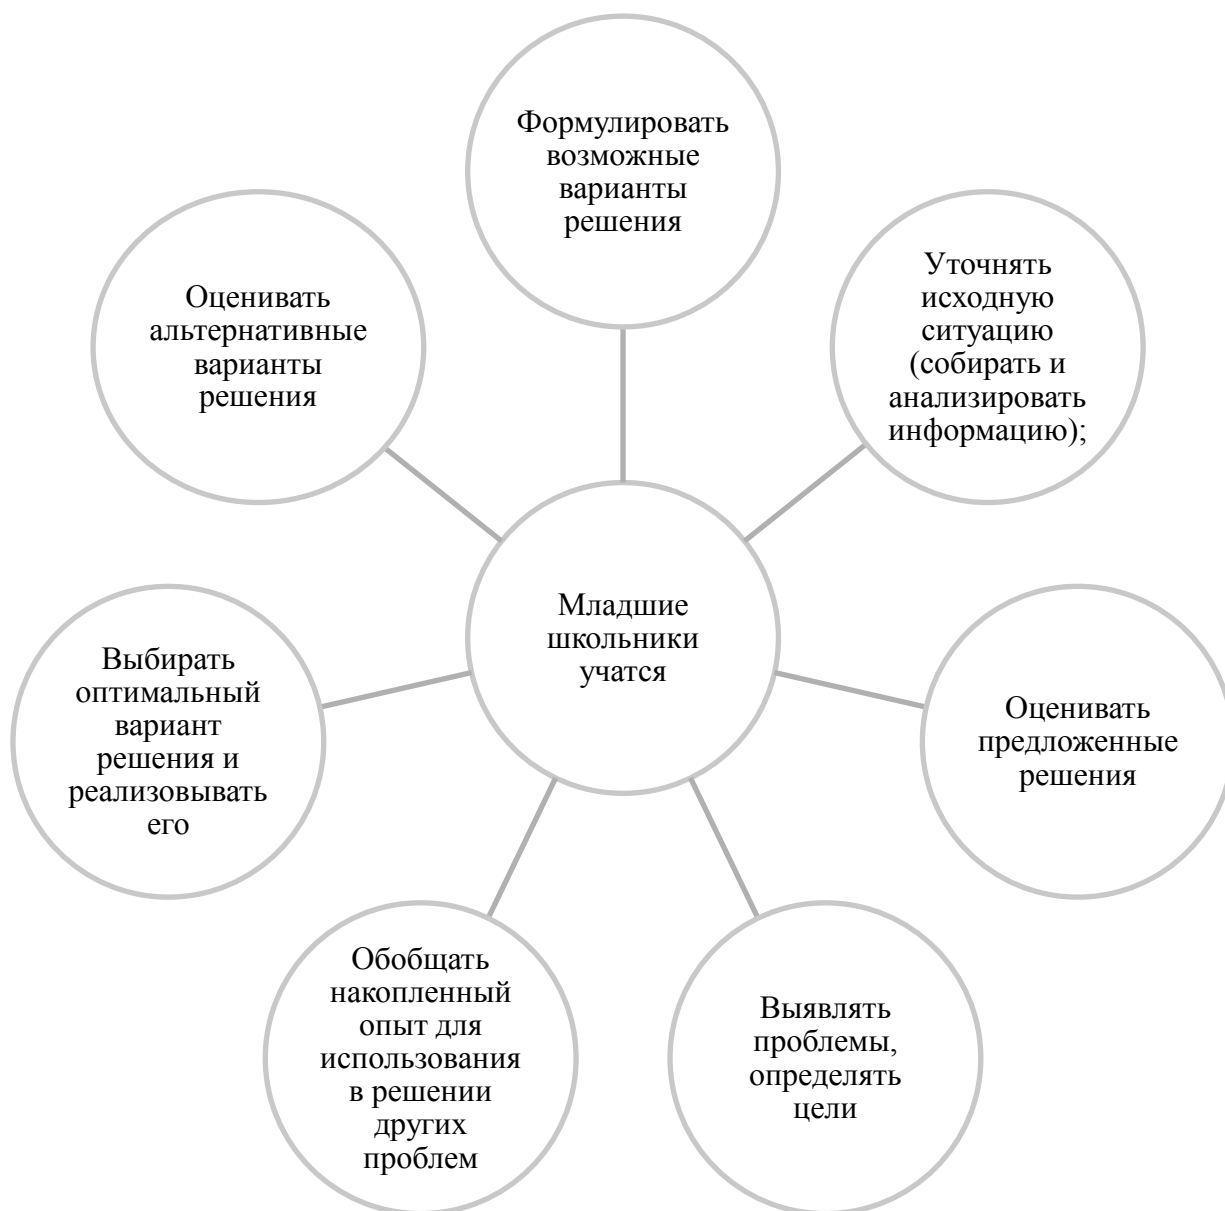 Формулировать
возможные
варианты
решения
Уточнять
исходную
ситуацию
(собирать и
анализировать
информацию);
Оценивать
альтернативные
варианты
решения
Младшие
школьники
учатся
Выбирать
оптимальный
вариант
решения и
реализовывать
его
Оценивать
предложенные
решения
Обобщать
накопленный
опыт для
использования
в решении
других
проблем
Выявлять
проблемы,
определять
цели